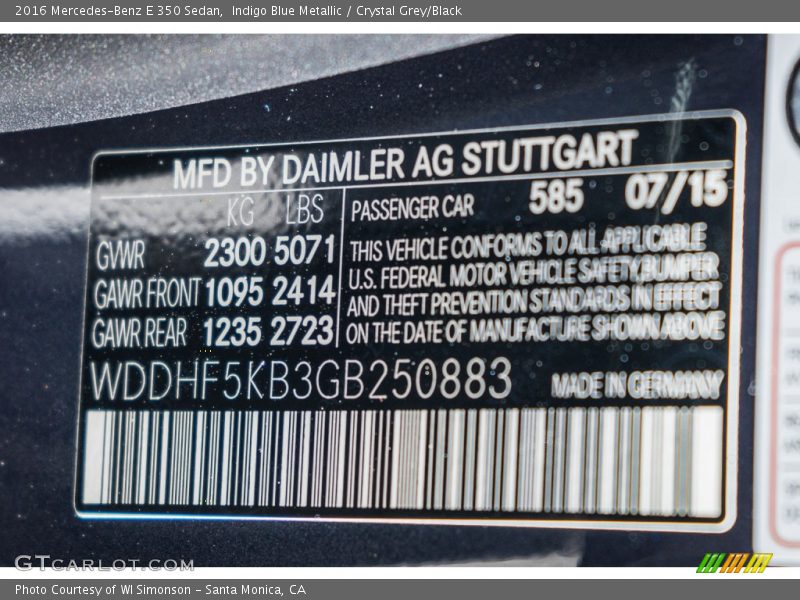 2016 Mercedes-Benz E 350 Sedan, Indigo Blue Metallic / Crystal Grey/Black
MFD BY DAIMLER AG STUTTGART
KG LBS
GVWR 2300 5071
GAWR FRONT 1095 2414
GAWR REAR 1235 2723
PASSENGER CAR 585 07/15
THIS VEHICLE CONFORMS TO ALL APPLICABLE
U.S. FEDERAL MOTOR VEHICLE SAFETY,BUMPER
AND THEFT PREVENTION STANDARDS IN EFFECT
ON THE DATE OF MANUFACTURE SHOWN ABOVE
WDDHF5KB3GB250883
MADE IN GERMANY
GTCARLOT.COM
Photo Courtesy of WI Simonson - Santa Monica, CA